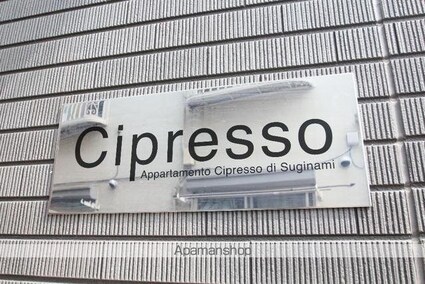 Cipresso
Appartamento Cipresso di Suginami
Apamanshop